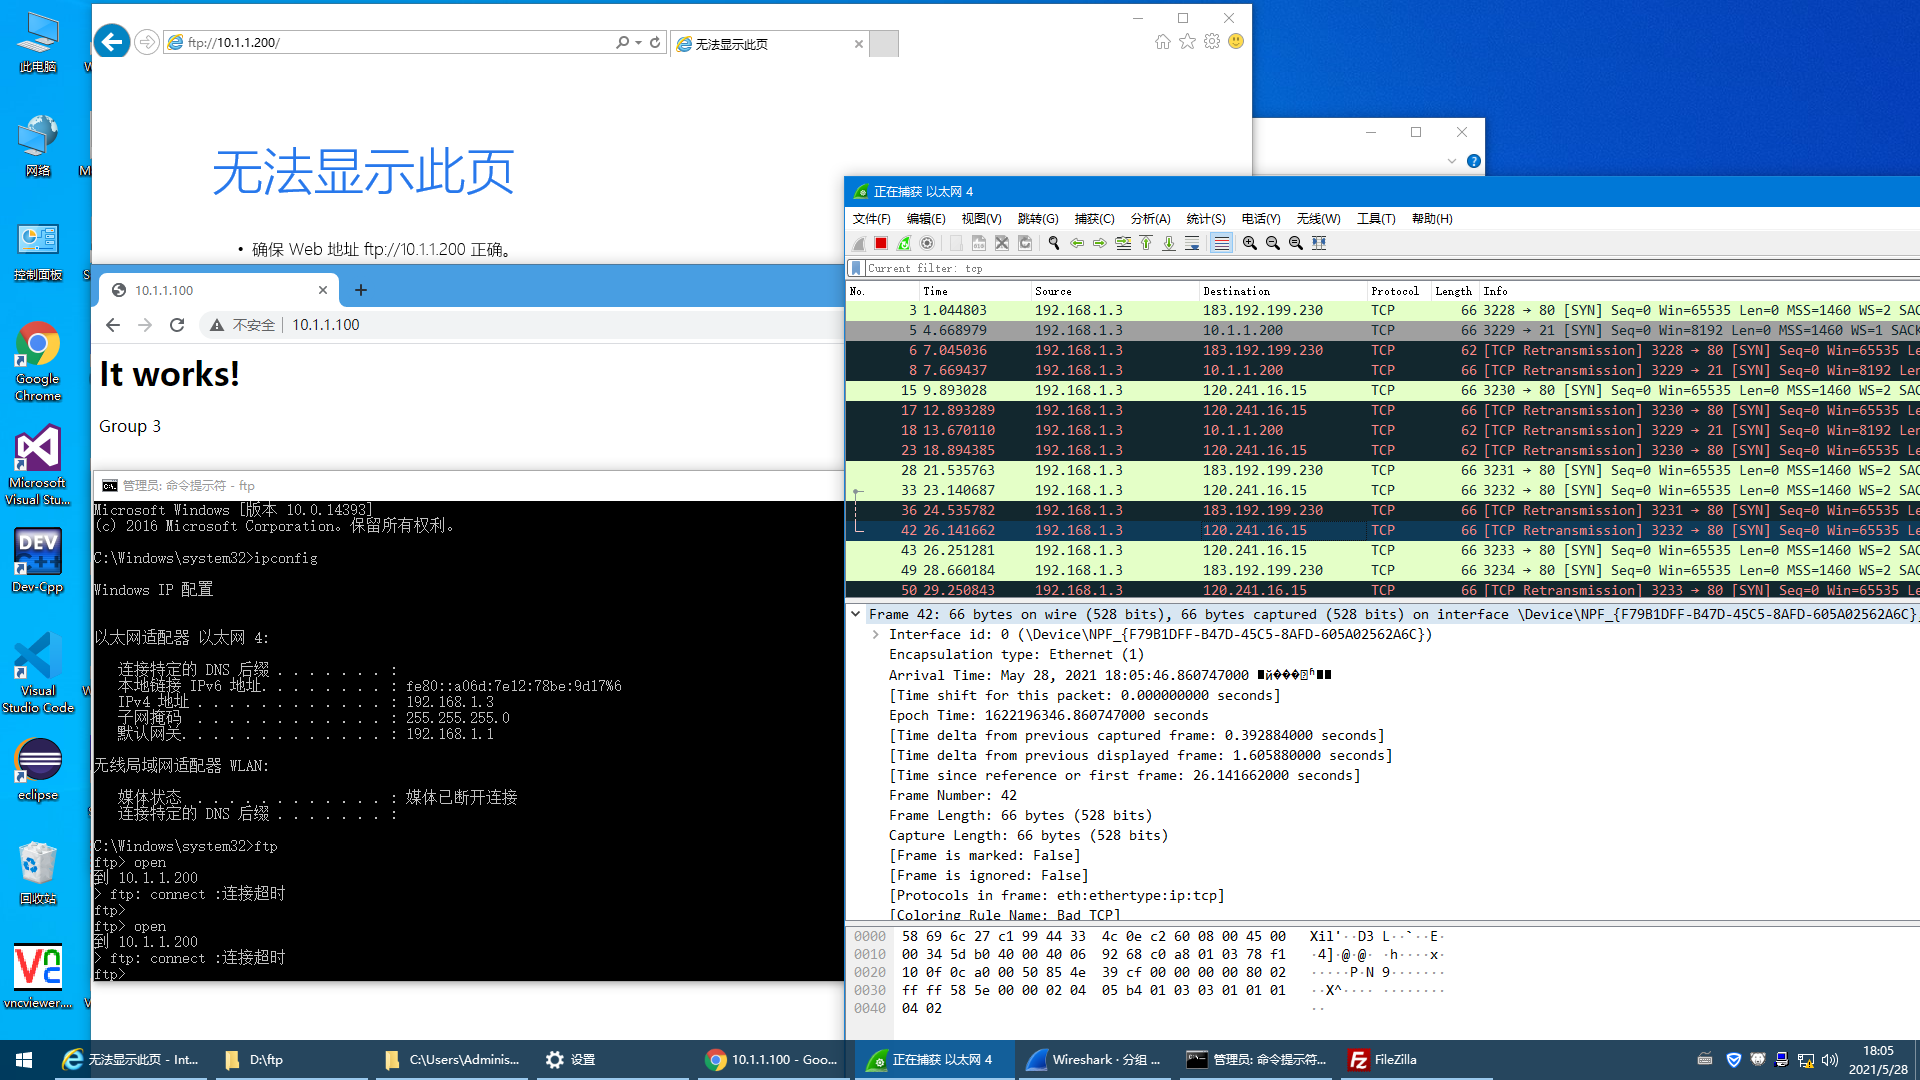 此电脑
网络
控制面板
Google
Chrome
Microsoft
Visual Stu...
Dev-Cpp
Visual
Studio Code
eclipse
回收站
vncviewer....
ftp://10.1.1.200/
无法显示此页
无法显示此页
• 确保 Web 地址 ftp://10.1.1.200 正确。
10.1.1.100
不安全 | 10.1.1.100
It works!
Group 3
管理员: 命令提示符 - ftp
Microsoft Windows [版本 10.0.14393]
(c) 2016 Microsoft Corporation。保留所有权利。
C:\Windows\system32>ipconfig
Windows IP 配置
以太网适配器 以太网 4:
连接特定的 DNS 后缀 . . . . . . . :
本地链接 IPv6 地址. . . . . . . . : fe80::a06d:7e12:78be:9d17%6
IPv4 地址 . . . . . . . . . . . . : 192.168.1.3
子网掩码 . . . . . . . . . . . . : 255.255.255.0
默认网关. . . . . . . . . . . . . : 192.168.1.1
无线局域网适配器 WLAN:
媒体状态 . . . . . . . . . . . . : 媒体已断开连接
连接特定的 DNS 后缀 . . . . . . . :
C:\Windows\system32>ftp
ftp> open
到 10.1.1.200
> ftp: connect :连接超时
ftp>
ftp> open
到 10.1.1.200
> ftp: connect :连接超时
ftp>
正在捕获 以太网 4
文件(F) 编辑(E) 视图(V) 跳转(G) 捕获(C) 分析(A) 统计(S) 电话(Y) 无线(W) 工具(T) 帮助(H)
Current filter: tcp
No. Time Source Destination Protocol Length Info
3 1.044803 192.168.1.3 183.192.199.230 TCP 66 3228 → 80 [SYN] Seq=0 Win=65535 Len=0 MSS=1460 WS=2 SAC
5 4.668979 192.168.1.3 10.1.1.200 TCP 66 3229 → 21 [SYN] Seq=0 Win=8192 Len=0 MSS=1460 WS=1 SACK
6 7.045036 192.168.1.3 183.192.199.230 TCP 62 [TCP Retransmission] 3228 → 80 [SYN] Seq=0 Win=65535 Le
8 7.669437 192.168.1.3 10.1.1.200 TCP 66 [TCP Retransmission] 3229 → 21 [SYN] Seq=0 Win=8192 Len
15 9.893028 192.168.1.3 120.241.16.15 TCP 66 3230 → 80 [SYN] Seq=0 Win=65535 Len=0 MSS=1460 WS=2 SAC
17 12.893289 192.168.1.3 120.241.16.15 TCP 66 [TCP Retransmission] 3230 → 80 [SYN] Seq=0 Win=65535 Le
18 13.670110 192.168.1.3 10.1.1.200 TCP 62 [TCP Retransmission] 3229 → 21 [SYN] Seq=0 Win=8192 Len
23 18.894385 192.168.1.3 120.241.16.15 TCP 62 [TCP Retransmission] 3230 → 80 [SYN] Seq=0 Win=65535 Le
28 21.535763 192.168.1.3 183.192.199.230 TCP 66 3231 → 80 [SYN] Seq=0 Win=65535 Len=0 MSS=1460 WS=2 SAC
33 23.140687 192.168.1.3 120.241.16.15 TCP 66 3232 → 80 [SYN] Seq=0 Win=65535 Len=0 MSS=1460 WS=2 SAC
36 24.535782 192.168.1.3 183.192.199.230 TCP 66 [TCP Retransmission] 3231 → 80 [SYN] Seq=0 Win=65535 Le
42 26.141662 192.168.1.3 120.241.16.15 TCP 66 [TCP Retransmission] 3232 → 80 [SYN] Seq=0 Win=65535 Le
43 26.251281 192.168.1.3 120.241.16.15 TCP 66 3233 → 80 [SYN] Seq=0 Win=65535 Len=0 MSS=1460 WS=2 SAC
49 28.660184 192.168.1.3 183.192.199.230 TCP 66 3234 → 80 [SYN] Seq=0 Win=65535 Len=0 MSS=1460 WS=2 SAC
50 29.250843 192.168.1.3 120.241.16.15 TCP 66 [TCP Retransmission] 3233 → 80 [SYN] Seq=0 Win=65535 Le
Frame 42: 66 bytes on wire (528 bits), 66 bytes captured (528 bits) on interface \Device\NPF_{F79B1DFF-B47D-45C5-8AFD-605A02562A6C}
Interface id: 0 (\Device\NPF_{F79B1DFF-B47D-45C5-8AFD-605A02562A6C})
Encapsulation type: Ethernet (1)
Arrival Time: May 28, 2021 18:05:46.860747000
[Time shift for this packet: 0.000000000 seconds]
Epoch Time: 1622196346.860747000 seconds
[Time delta from previous captured frame: 0.392884000 seconds]
[Time delta from previous displayed frame: 1.605880000 seconds]
[Time since reference or first frame: 26.141662000 seconds]
Frame Number: 42
Frame Length: 66 bytes (528 bits)
Capture Length: 66 bytes (528 bits)
[Frame is marked: False]
[Frame is ignored: False]
[Protocols in frame: eth:ethertype:ip:tcp]
[Coloring Rule Name: Bad TCP]
0000 58 69 6c 27 c1 99 44 33 4c 0e c2 60 08 00 45 00 Xil'··D3 L··`··E·
0010 00 34 5d b0 40 00 40 06 92 68 c0 a8 01 03 78 f1 ·4]·@·@· ·h····x·
0020 10 0f 0c a0 00 50 85 4e 39 cf 00 00 00 00 80 02 ·····P·N 9·······
0030 ff ff 58 5e 00 00 02 04 05 b4 01 03 03 01 01 01 ··X^···· ········
0040 04 02 ··
无法显示此页 - Int...
D:\ftp
C:\Users\Adminis...
设置
10.1.1.100 - Goo...
正在捕获 以太网 4
Wireshark · 分组 ...
管理员: 命令提示符...
FileZilla
18:05
2021/5/28